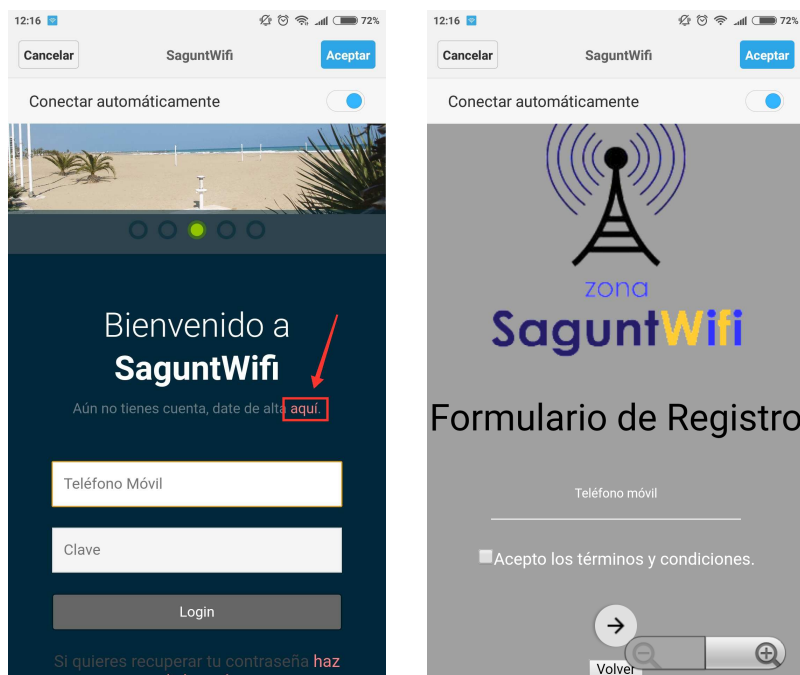 12:16
72%
Cancelar
SaguntWifi
Aceptar
Conectar automáticamente
Bienvenido a
SaguntWifi
Aún no tienes cuenta, date de alta aquí.
Teléfono Móvil
Clave
Login
Si quieres recuperar tu contraseña haz
12:16
72%
Cancelar
SaguntWifi
Aceptar
Conectar automáticamente
zona
SaguntWifi
Formulario de Registro
Teléfono móvil
Acepto los términos y condiciones.
Volver